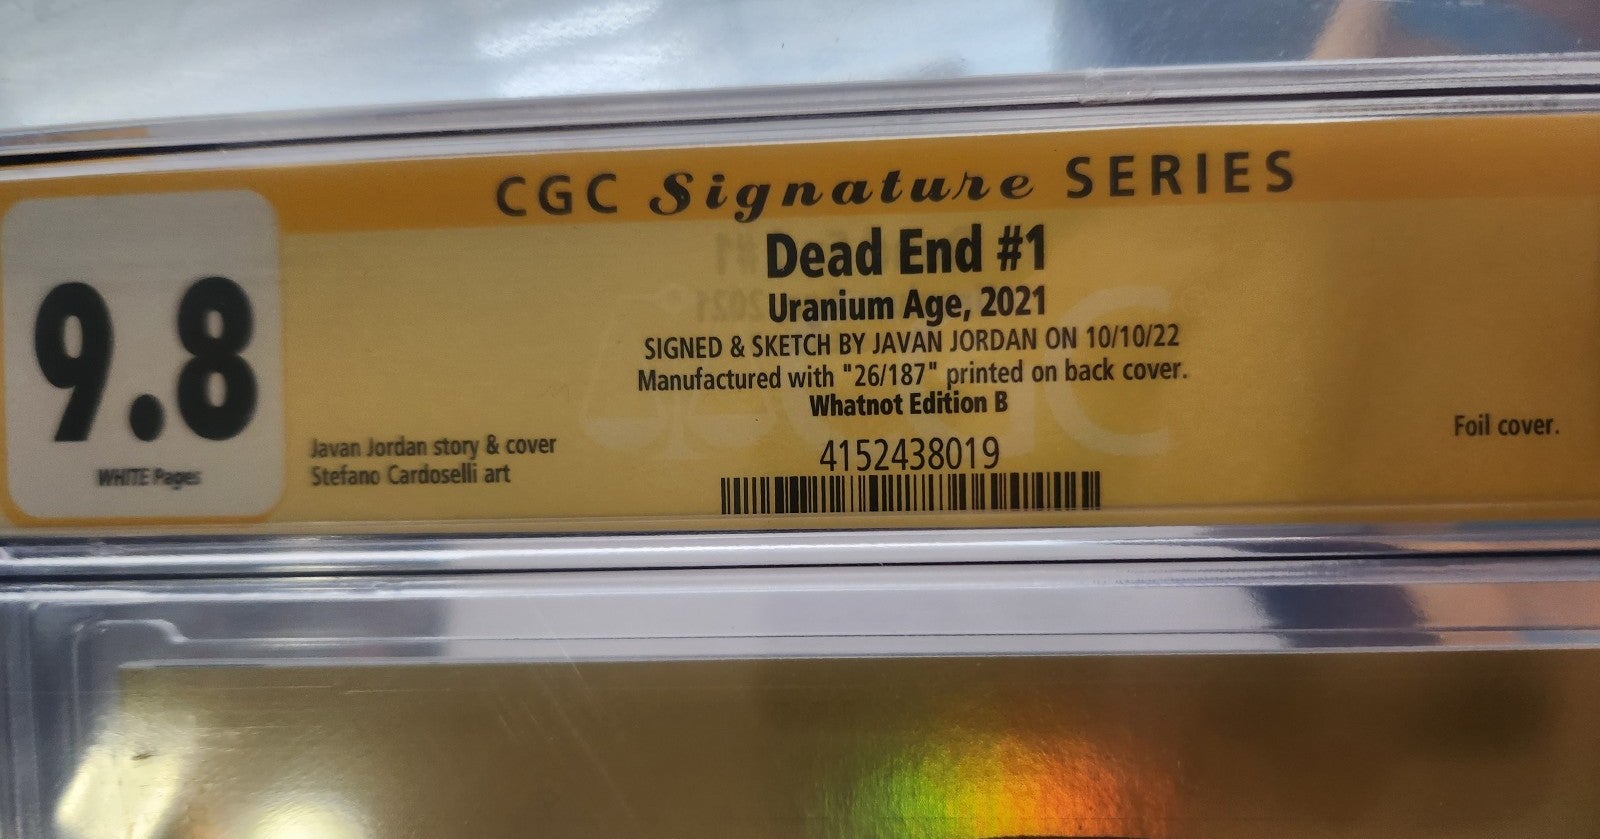 CGC Signature SERIES
Dead End #1
Uranium Age, 2021
SIGNED & SKETCH BY JAVAN JORDAN ON 10/10/22
Manufactured with "26/187" printed on back cover.
Whatnot Edition B
4152438019
9.8
WHITE Pages
Javan Jordan story & cover
Stefano Cardoselli art
Foil cover.